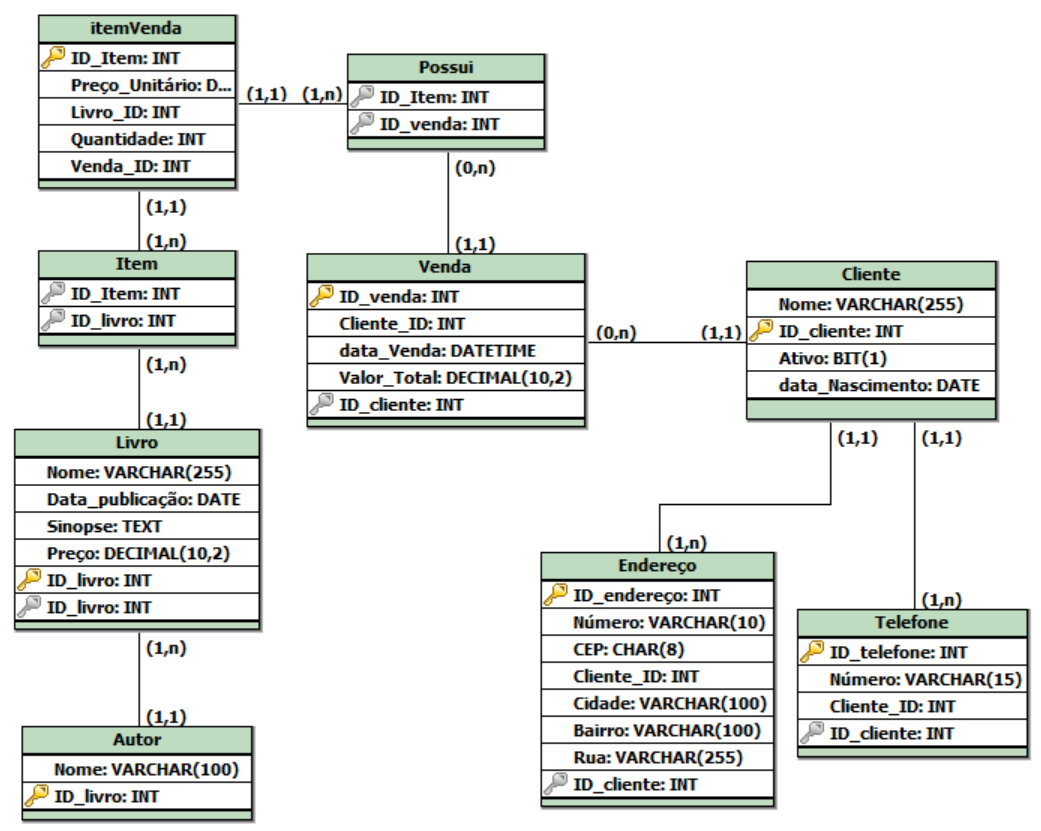 itemVenda
ID_Item: INT
Preço_Unitário: D...
Livro_ID: INT
Quantidade: INT
Venda_ID: INT
(1,1) (1,n)
Possui
ID_Item: INT
ID_venda: INT
(0,n)
(1,1)
(1,1)
(1,n)
Item
ID_Item: INT
ID_livro: INT
(1,n)
(1,1)
Venda
ID_venda: INT
Cliente_ID: INT
data_Venda: DATETIME
Valor_Total: DECIMAL(10,2)
ID_cliente: INT
(0,n) (1,1)
Cliente
Nome: VARCHAR(255)
ID_cliente: INT
Ativo: BIT(1)
data_Nascimento: DATE
(1,1) (1,1)
(1,n)
(1,n)
Livro
Nome: VARCHAR(255)
Data_publicação: DATE
Sinopse: TEXT
Preço: DECIMAL(10,2)
ID_livro: INT
ID_livro: INT
(1,n)
(1,1)
Autor
Nome: VARCHAR(100)
ID_livro: INT
Endereço
ID_endereço: INT
Número: VARCHAR(10)
CEP: CHAR(8)
Cliente_ID: INT
Cidade: VARCHAR(100)
Bairro: VARCHAR(100)
Rua: VARCHAR(255)
ID_cliente: INT
Telefone
ID_telefone: INT
Número: VARCHAR(15)
Cliente_ID: INT
ID_cliente: INT